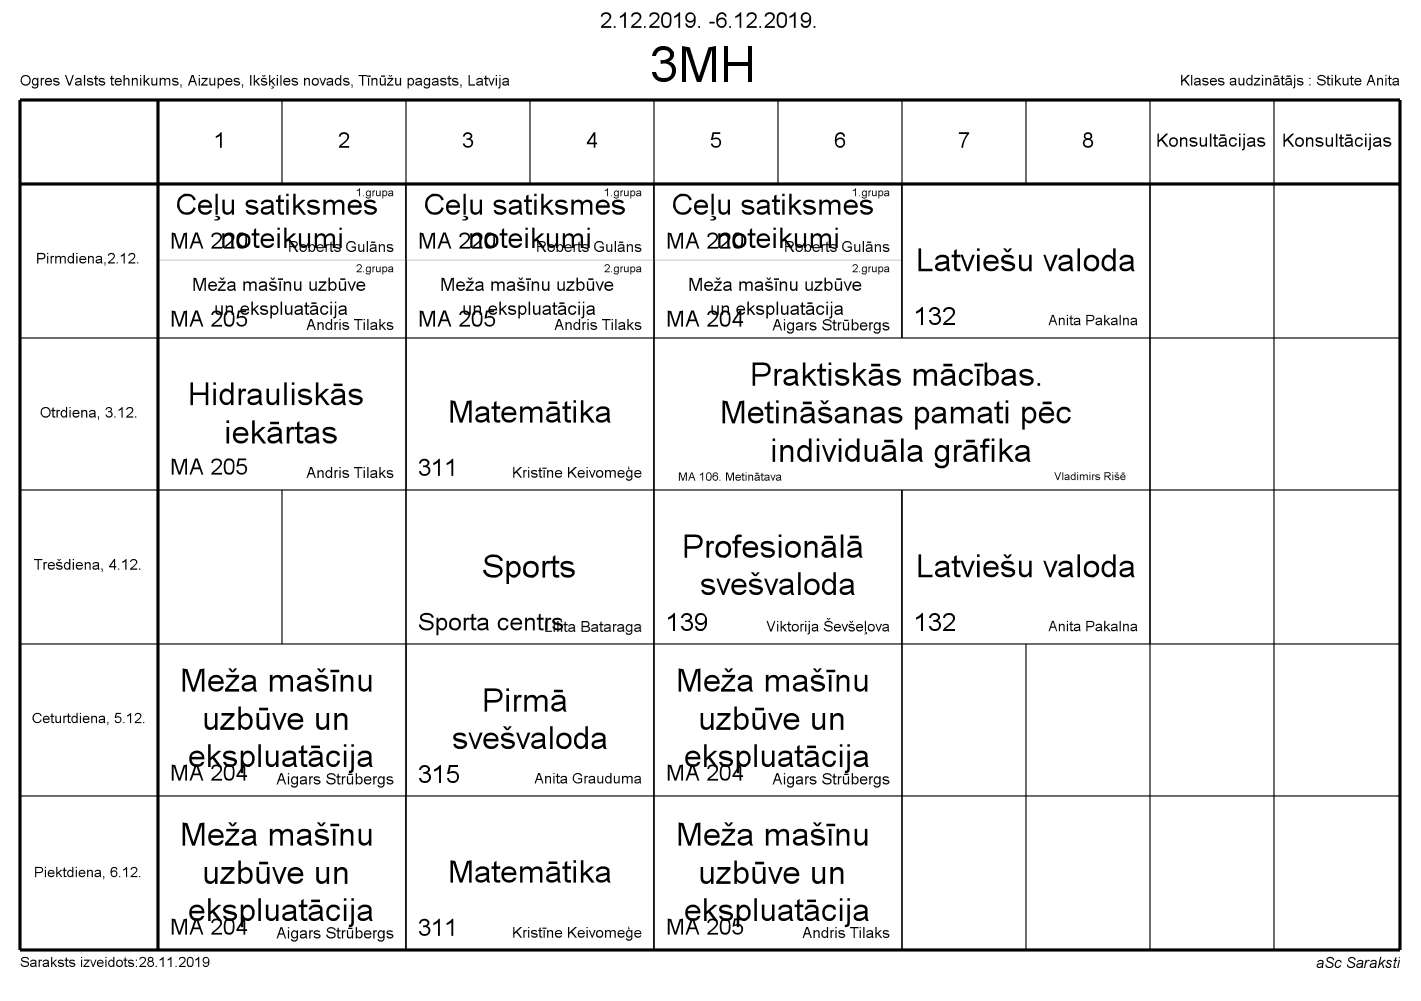 2.12.2019. -6.12.2019.
3MH
Ogres Valsts tehnikums, Aizupes, Ikšķiles novads, Tīnūžu pagasts, Latvija
Klases audzinātājs : Stikute Anita
1 2 3 4 5 6 7 8 Konsultācijas Konsultācijas
Pirmdiena,2.12.
1.grupa
Ceļu satiksmes
noteikumi
MA 220 Roberts Gulāns
2.grupa
Meža mašīnu uzbūve
un ekspluatācija
MA 205 Andris Tilaks
1.grupa
Ceļu satiksmes
noteikumi
MA 220 Roberts Gulāns
2.grupa
Meža mašīnu uzbūve
un ekspluatācija
MA 205 Andris Tilaks
1.grupa
Ceļu satiksmes
noteikumi
MA 220 Roberts Gulāns
2.grupa
Meža mašīnu uzbūve
un ekspluatācija
MA 204 Aigars Strūbergs
Latviešu valoda
132 Anita Pakalna
Otrdiena, 3.12.
Hidrauliskās
iekārtas
MA 205 Andris Tilaks
Matemātika
311 Kristīne Keivomeģe
Praktiskās mācības.
Metināšanas pamati pēc
individuāla grāfika
MA 106. Metinātava Vladimirs Rišē
Trešdiena, 4.12.
Sports
Sporta centrs Lilita Bataraga
Profesionālā
svešvaloda
139 Viktorija Ševšeļova
Latviešu valoda
132 Anita Pakalna
Ceturtdiena, 5.12.
Meža mašīnu
uzbūve un
ekspluatācija
MA 204 Aigars Strūbergs
Pirmā
svešvaloda
315 Anita Grauduma
Meža mašīnu
uzbūve un
ekspluatācija
MA 204 Aigars Strūbergs
Piektdiena, 6.12.
Meža mašīnu
uzbūve un
ekspluatācija
MA 204 Aigars Strūbergs
Matemātika
311 Kristīne Keivomeģe
Meža mašīnu
uzbūve un
ekspluatācija
MA 205 Andris Tilaks
Saraksts izveidots:28.11.2019
aSc Saraksti